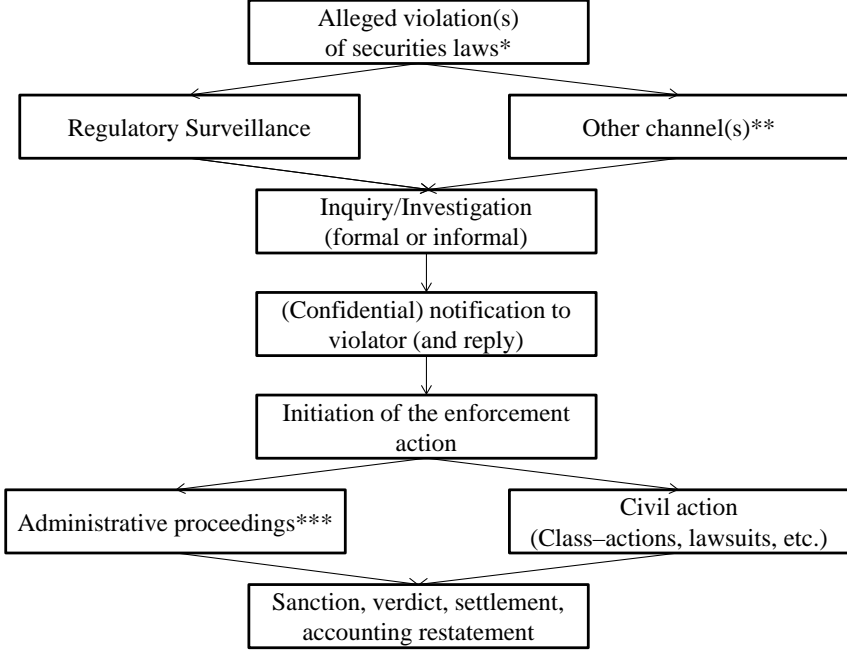 Alleged violation(s)
of securities laws*
Regulatory Surveillance
Other channel(s)**
Inquiry/Investigation
(formal or informal)
(Confidential) notification to
violator (and reply)
Initiation of the enforcement
action
Administrative proceedings***
Civil action
(Class–actions, lawsuits, etc.)
Sanction, verdict, settlement,
accounting restatement